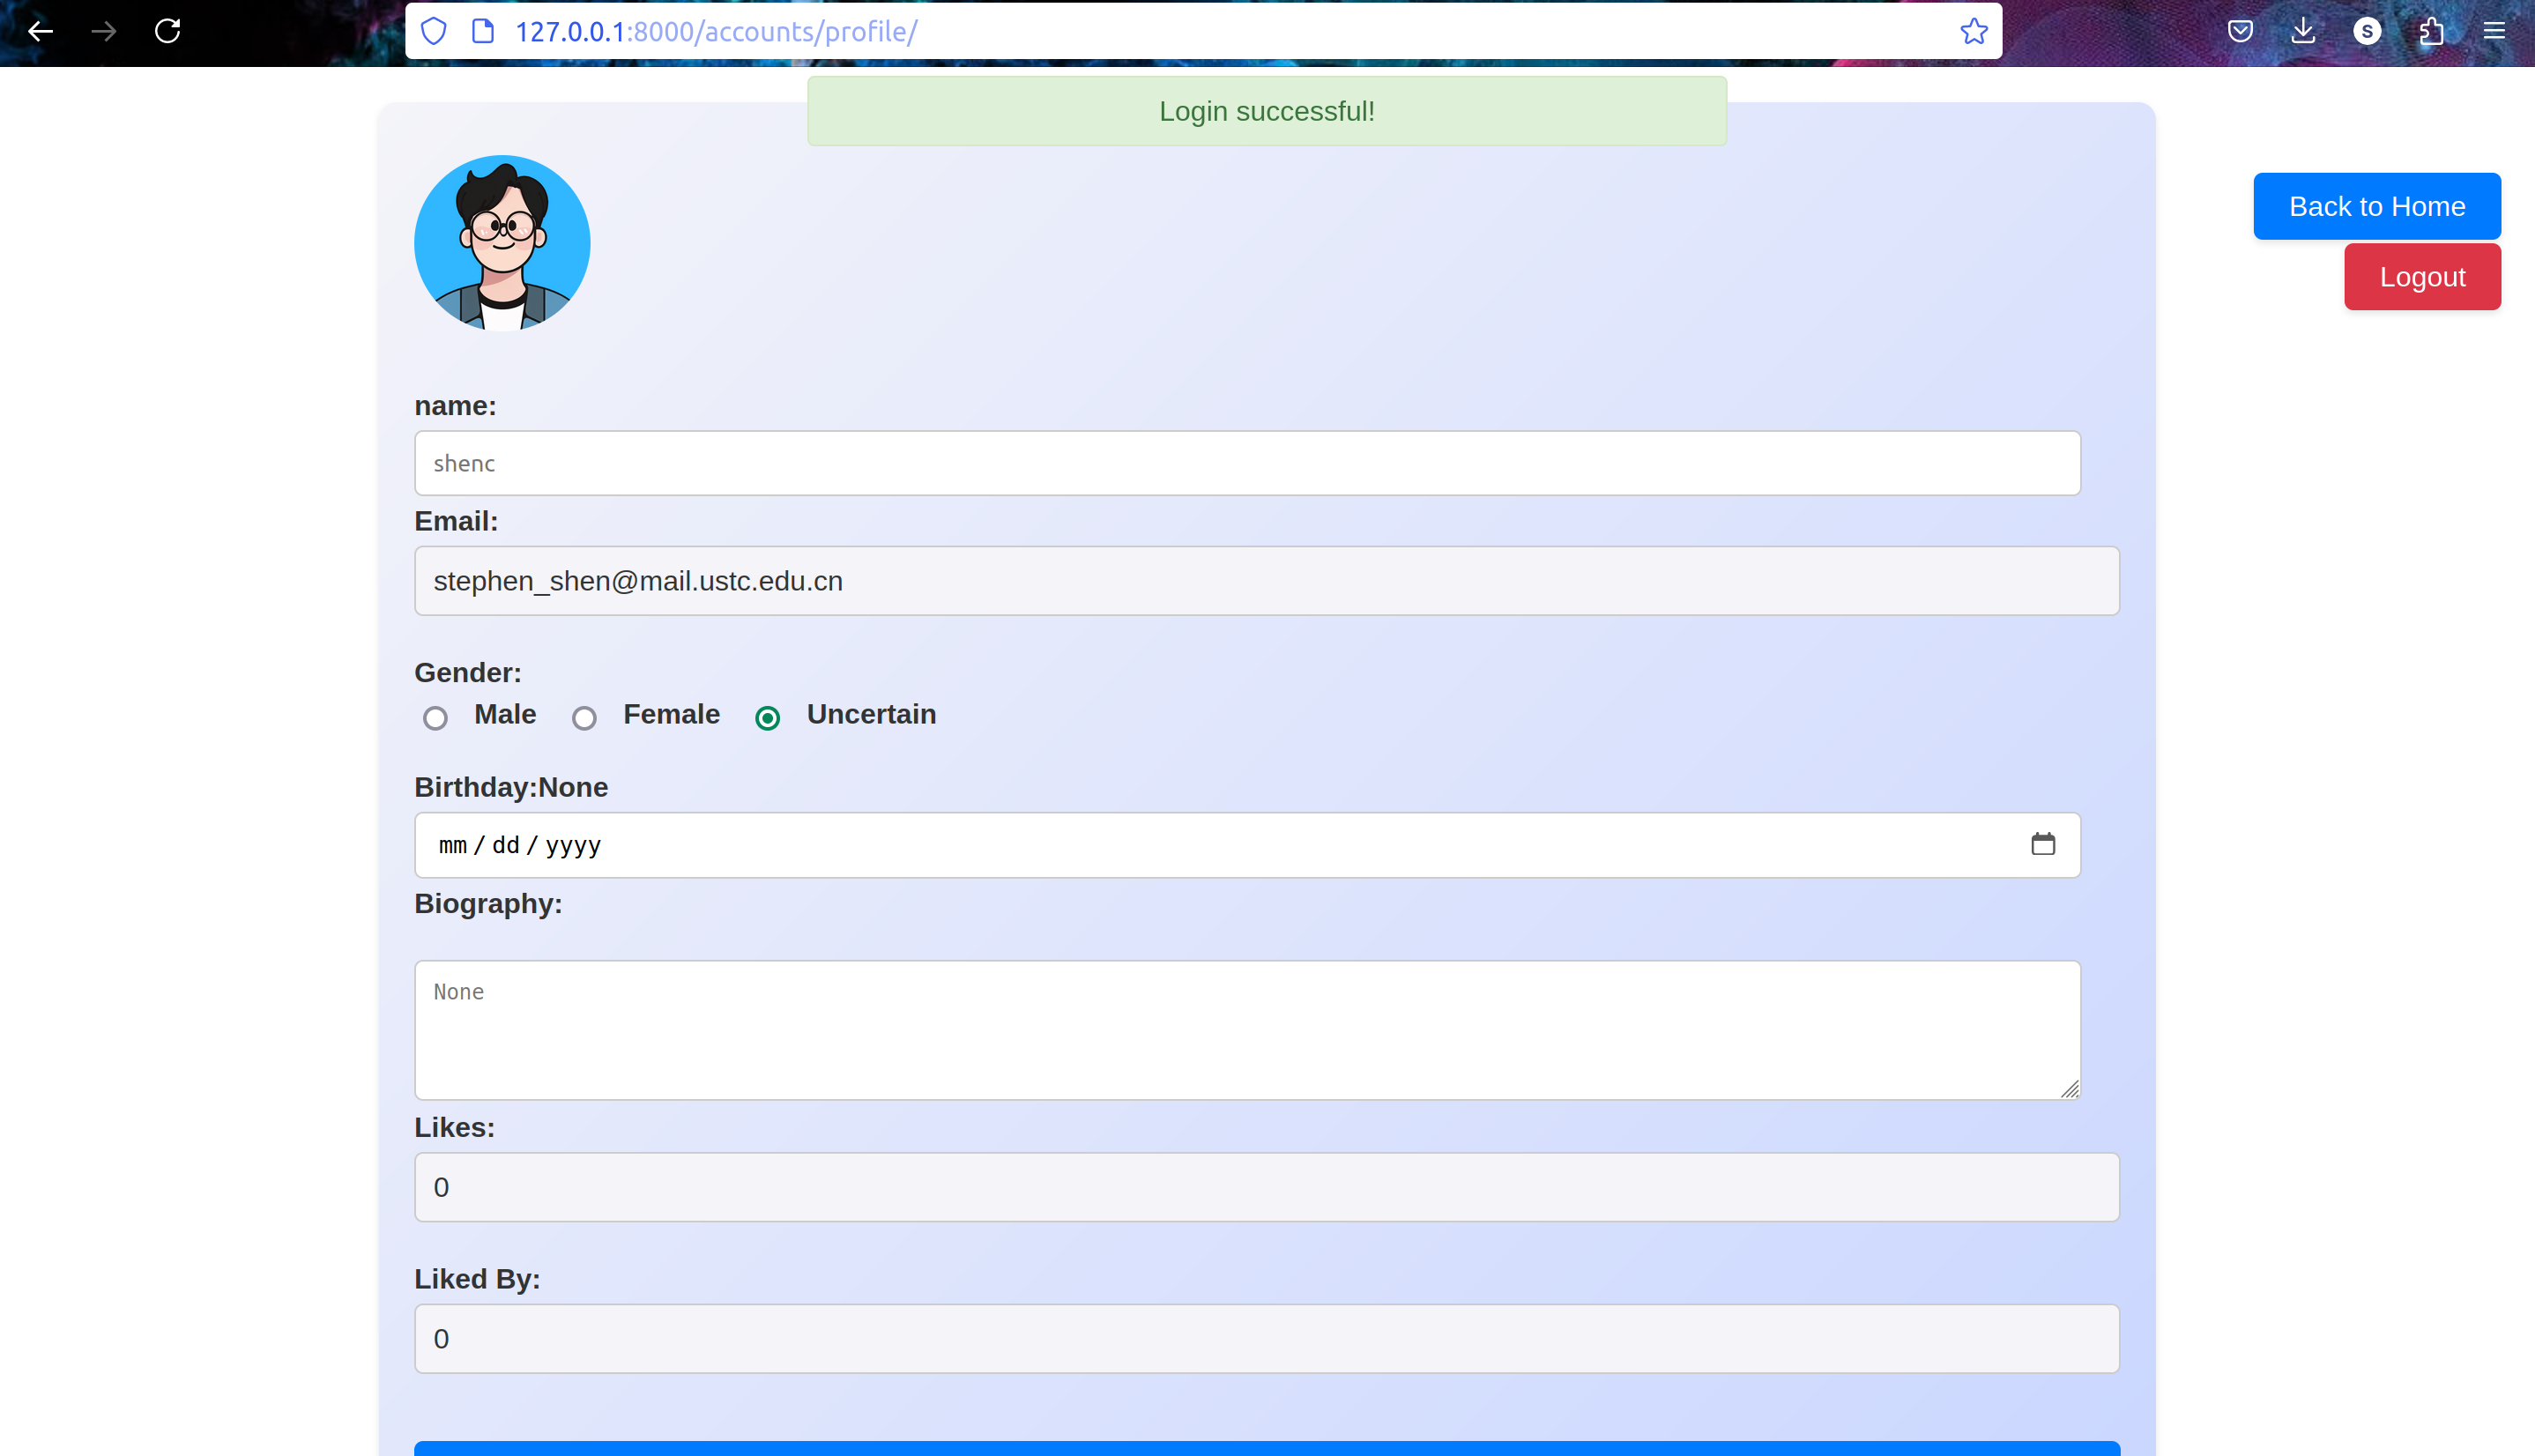 127.0.0.1:8000/accounts/profile/
S
Login successful!
Back to Home
Logout
name:
shenc
Email:
stephen_shen@mail.ustc.edu.cn
Gender:
Male Female Uncertain
Birthday:None
mm / dd / yyyy
Biography:
None
Likes:
0
Liked By:
0